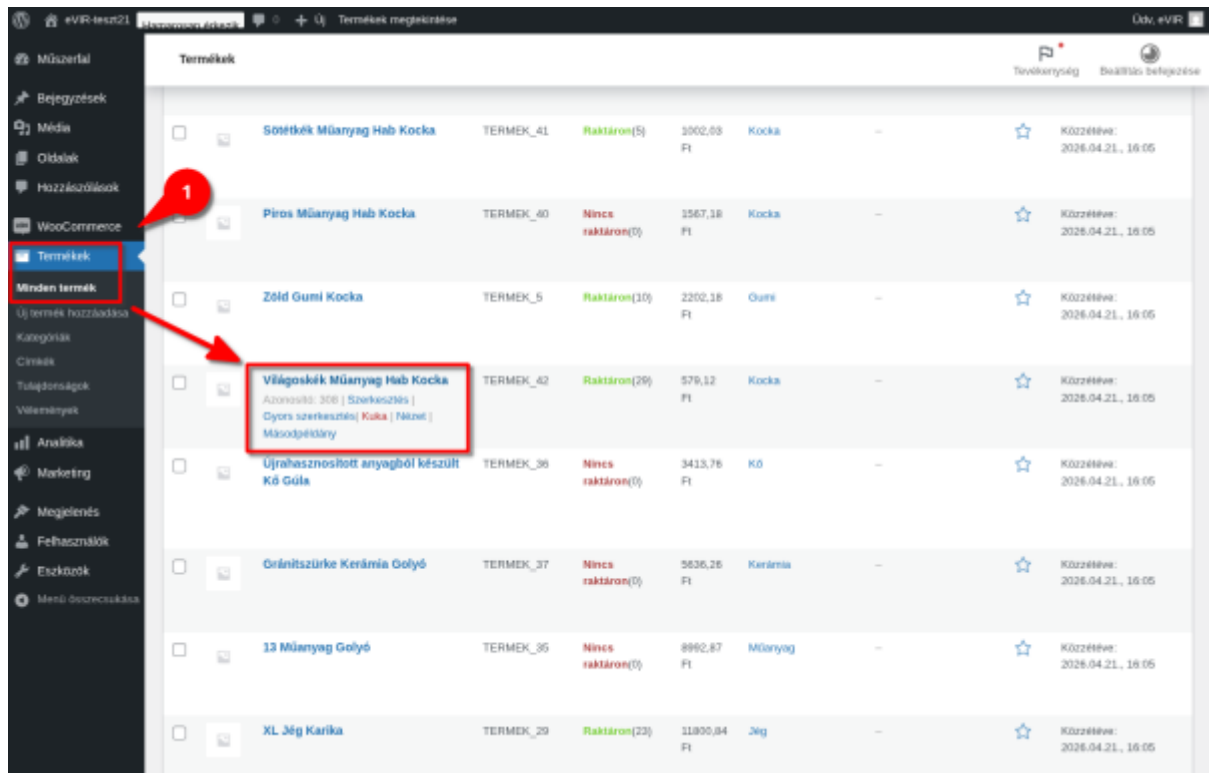 eVIR-teszt21
0
Új
Termékek megtekintése
Üdv, eVIR
Műszerfal
Bejegyzések
Média
Oldalak
Hozzászólások
1
WooCommerce
Termékek
Minden termék
Új termék hozzáadása
Kategóriák
Címkék
Tulajdonságok
Vélemények
Analitika
Marketing
Megjelenés
Felhasználók
Eszközök
Menü összecsukása
Termékek
Tevékenység
Beállítás befejezése
Sötétkék Műanyag Hab Kocka TERMEK_41 Raktáron(5) 1002,03 Kocka – Közzétéve:
Ft 2026.04.21., 16:05
Piros Műanyag Hab Kocka TERMEK_40 Nincs 1567,18 Kocka – Közzétéve:
raktáron(0) Ft 2026.04.21., 16:05
Zöld Gumi Kocka TERMEK_5 Raktáron(10) 2202,18 Gumi – Közzétéve:
Ft 2026.04.21., 16:05
Világoskék Műanyag Hab Kocka TERMEK_42 Raktáron(29) 579,12 Kocka – Közzétéve:
Azonosító: 308 | Szerkesztés | Ft 2026.04.21., 16:05
Gyors szerkesztés| Kuka | Nézet |
Másodpéldány
Újrahasznosított anyagból készült TERMEK_36 Nincs 3413,76 Kő – Közzétéve:
Kő Gúla raktáron(0) Ft 2026.04.21., 16:05
Gránitszürke Kerámia Golyó TERMEK_37 Nincs 5636,26 Kerámia – Közzétéve:
raktáron(0) Ft 2026.04.21., 16:05
13 Műanyag Golyó TERMEK_35 Nincs 8992,87 Műanyag – Közzétéve:
raktáron(0) Ft 2026.04.21., 16:05
XL Jég Karika TERMEK_29 Raktáron(23) 11800,84 Jég – Közzétéve:
Ft 2026.04.21., 16:05